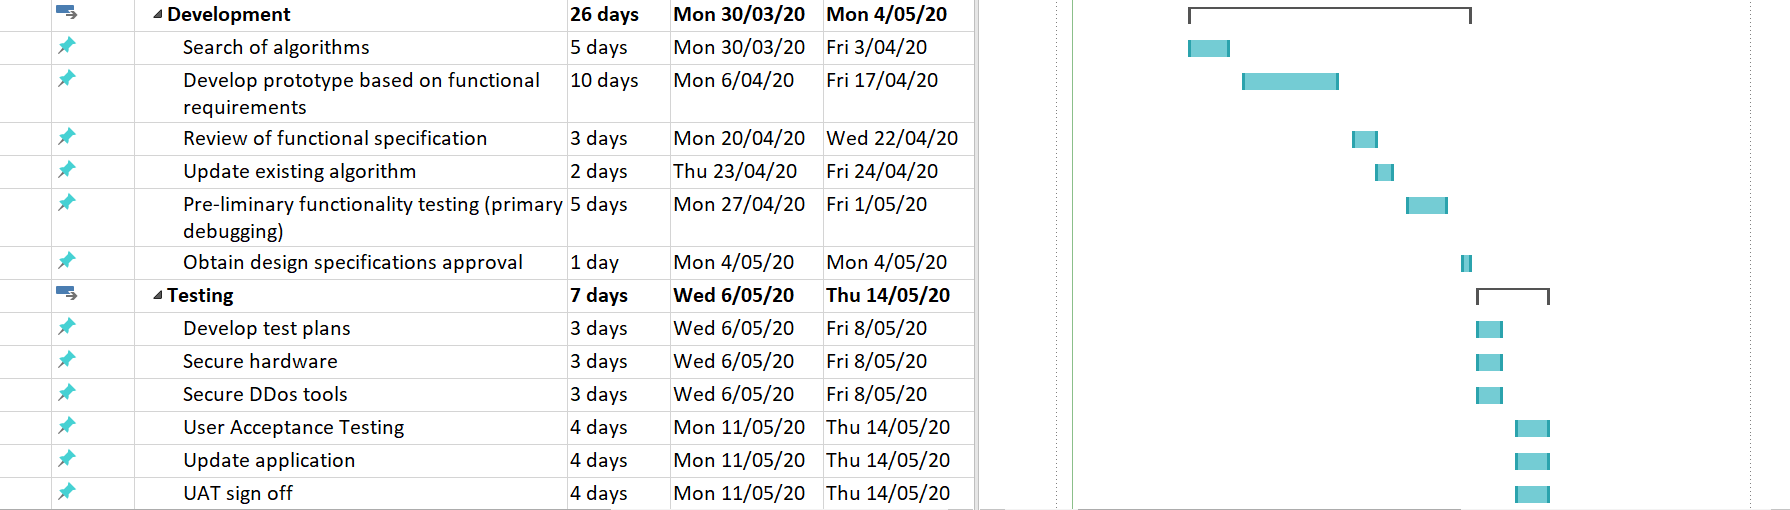 Development 26 days Mon 30/03/20 Mon 4/05/20
Search of algorithms 5 days Mon 30/03/20 Fri 3/04/20
Develop prototype based on functional 10 days Mon 6/04/20 Fri 17/04/20
requirements
Review of functional specification 3 days Mon 20/04/20 Wed 22/04/20
Update existing algorithm 2 days Thu 23/04/20 Fri 24/04/20
Pre-liminary functionality testing (primary 5 days Mon 27/04/20 Fri 1/05/20
debugging)
Obtain design specifications approval 1 day Mon 4/05/20 Mon 4/05/20
Testing 7 days Wed 6/05/20 Thu 14/05/20
Develop test plans 3 days Wed 6/05/20 Fri 8/05/20
Secure hardware 3 days Wed 6/05/20 Fri 8/05/20
Secure DDos tools 3 days Wed 6/05/20 Fri 8/05/20
User Acceptance Testing 4 days Mon 11/05/20 Thu 14/05/20
Update application 4 days Mon 11/05/20 Thu 14/05/20
UAT sign off 4 days Mon 11/05/20 Thu 14/05/20